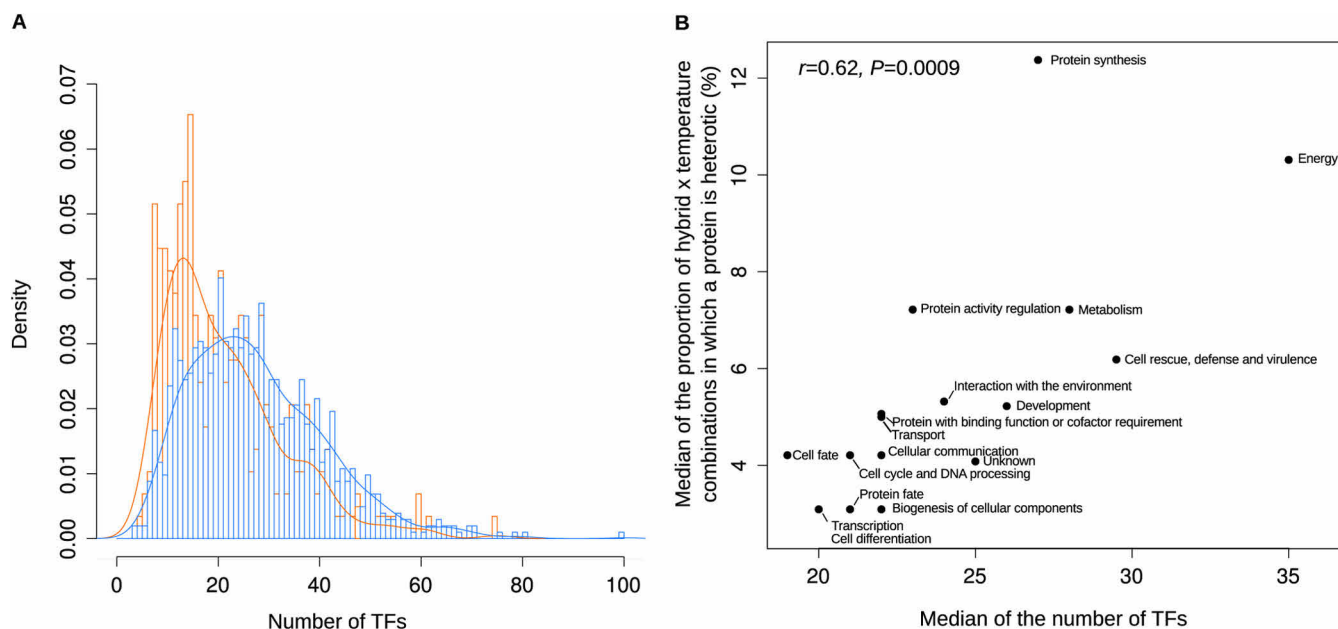 A
0.00
0.01
0.02
0.03
0.04
0.05
0.06
0.07
Density
0
20
40
60
80
100
Number of TFs
B
r=0.62, P=0.0009
Median of the proportion of hybrid x temperature
combinations in which a protein is heterotic (%)
4
6
8
10
12
Protein synthesis
Energy
Protein activity regulation
Metabolism
Cell rescue, defense and virulence
Interaction with the environment
Development
Protein with binding function or cofactor requirement
Transport
Cell fate
Cellular communication
Unknown
Cell cycle and DNA processing
Protein fate
Biogenesis of cellular components
Transcription
Cell differentiation
20
25
30
35
Median of the number of TFs